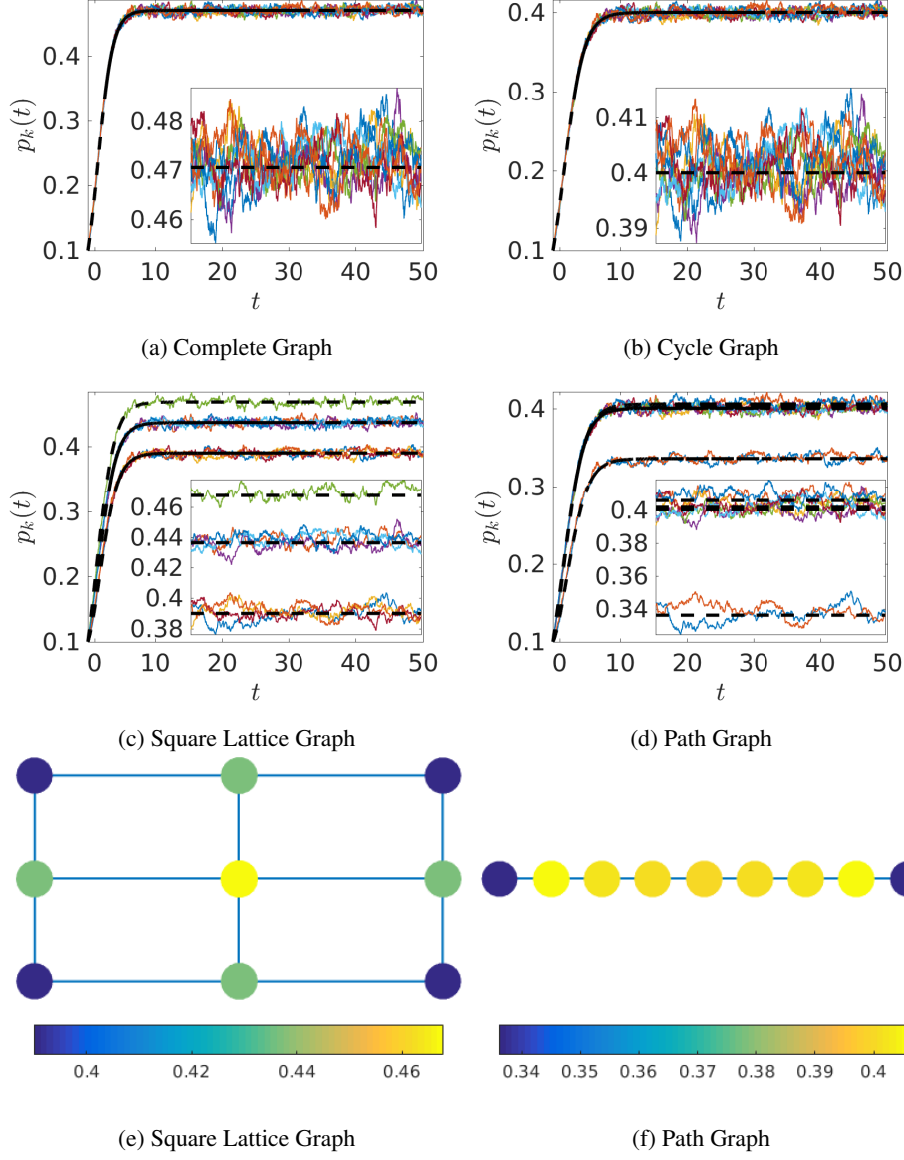 0.4
0.3
0.2
0.1
p_k(t)
0.48
0.47
0.46
0 10 20 30 40 50
t
(a) Complete Graph
0.4
0.3
0.2
0.1
p_k(t)
0.41
0.4
0.39
0 10 20 30 40 50
t
(b) Cycle Graph
0.4
0.3
0.2
0.1
p_k(t)
0.46
0.44
0.42
0.4
0.38
0 10 20 30 40 50
t
(c) Square Lattice Graph
0.4
0.3
0.2
0.1
p_k(t)
0.4
0.38
0.36
0.34
0 10 20 30 40 50
t
(d) Path Graph
0.4 0.42 0.44 0.46
(e) Square Lattice Graph
0.34 0.35 0.36 0.37 0.38 0.39 0.4
(f) Path Graph